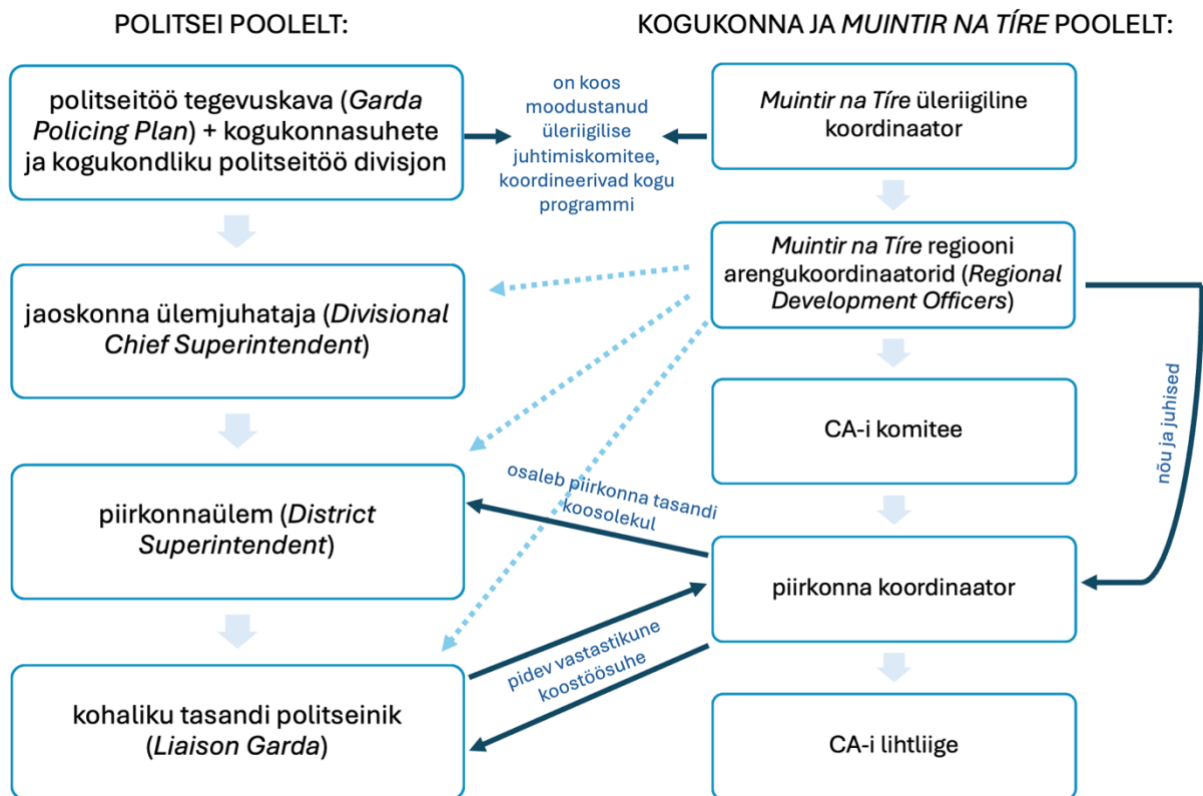 POLITSEI POOLELT:
KOGUKONNA JA MUINTIR NA TÍRE POOLELT:
politseitöö tegevuskava (Garda
Policing Plan) + kogukonnasuhete
ja kogukondliku politseitöö divisjon
on koos
moodustanud
üleriigilise
juhtimiskomitee,
koordineerivad kogu
programmi
Muintir na Tíre üleriigiline
koordinaator
jaoskonna ülemjuhataja (Divisional
Chief Superintendent)
Muintir na Tíre regiooni
arengukoordinaatorid (Regional
Development Officers)
nõu ja juhised
CA-i komitee
piirkonnaülem (District
Superintendent)
osaleb piirkonna tasandi
koosolekul
piirkonna koordinaator
kohaliku tasandi politseinik
(Liaison Garda)
pidev vastastikune
koostöösuhe
CA-i lihtliige